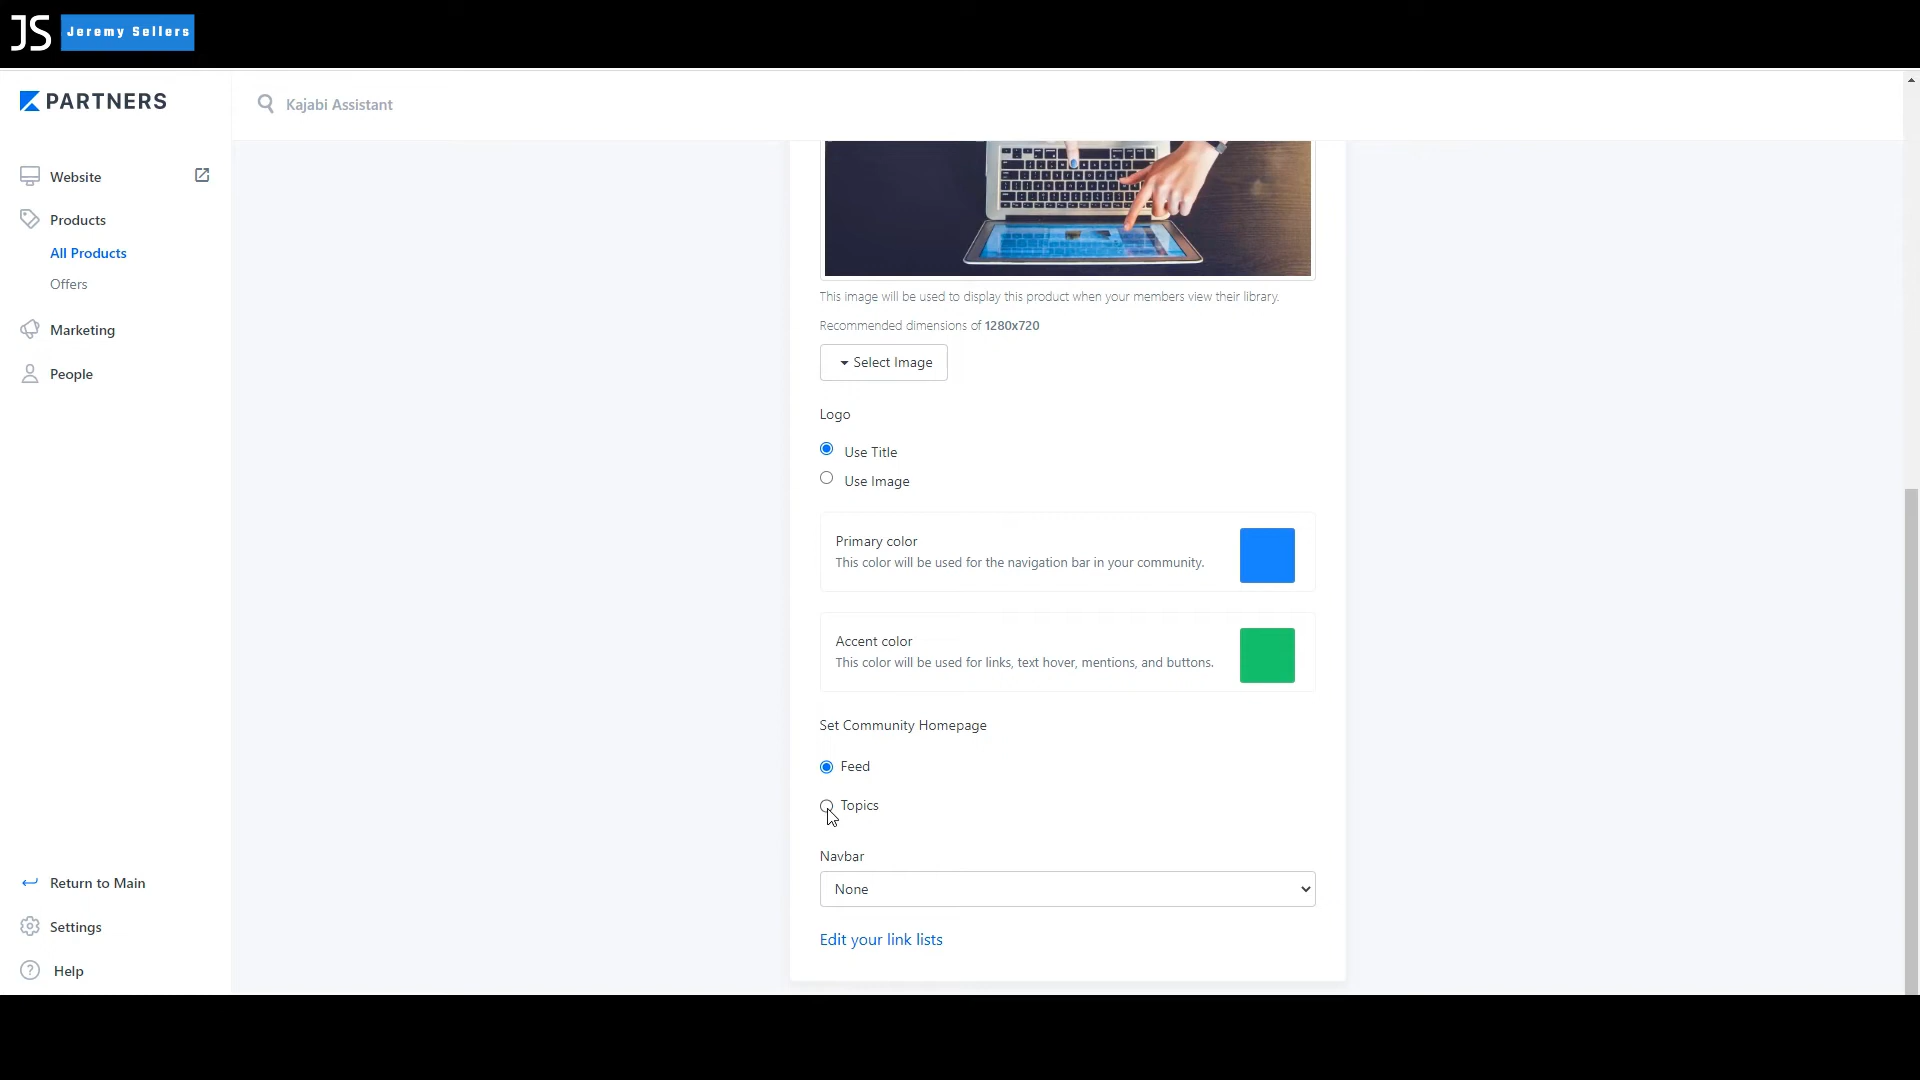 JS Jeremy Sellers
PARTNERS
Kajabi Assistant
Website
Products
All Products
Offers
Marketing
People
Return to Main
Settings
? Help
This image will be used to display this product when your members view their library.
Recommended dimensions of 1280x720
Select Image
Logo
Use Title
Use Image
Primary color
This color will be used for the navigation bar in your community.
Accent color
This color will be used for links, text hover, mentions, and buttons.
Set Community Homepage
Feed
Topics
Navbar
None
Edit your link lists